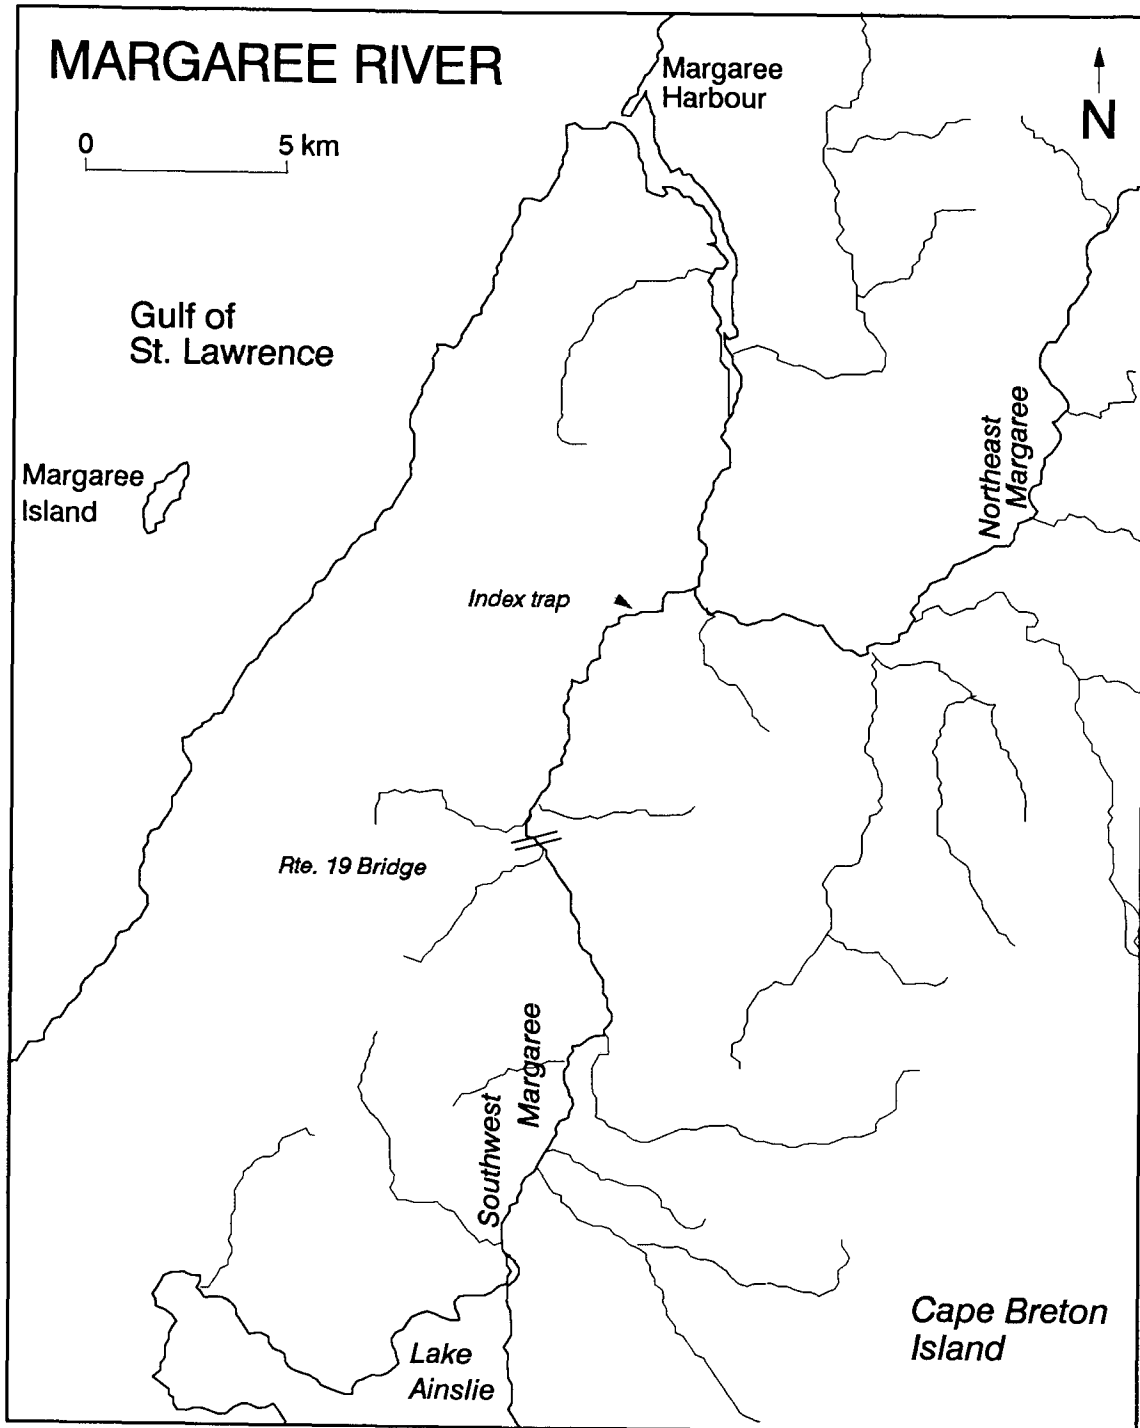 MARGAREE RIVER
0 5 km
Margaree
Harbour
N
Gulf of
St. Lawrence
Margaree
Island
Northeast
Margaree
Index trap
Rte. 19 Bridge
Southwest
Margaree
Lake
Ainslie
Cape Breton
Island